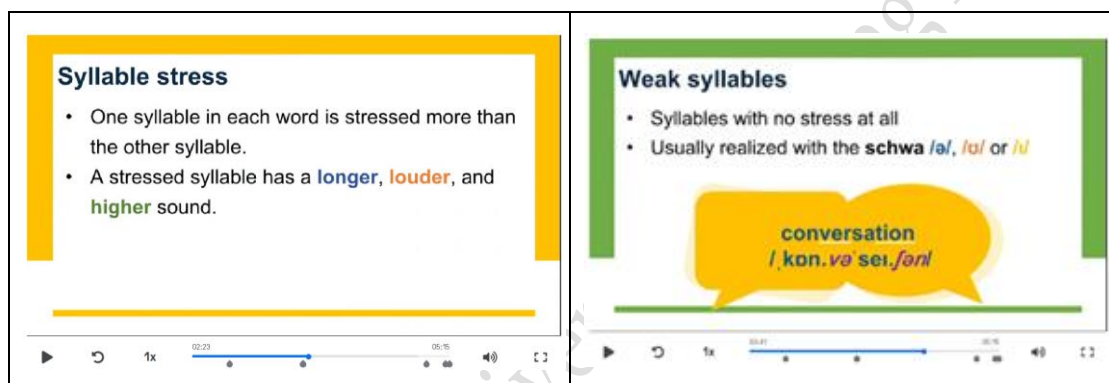 Syllable stress
• One syllable in each word is stressed more than
the other syllable.
• A stressed syllable has a longer, louder, and
higher sound.
1x
02:23
05:15
Weak syllables
• Syllables with no stress at all
• Usually realized with the schwa /ə/, /ʊ/ or /ɪ/
conversation
/ˌkɒn.vəˈseɪ.ʃən/
1x